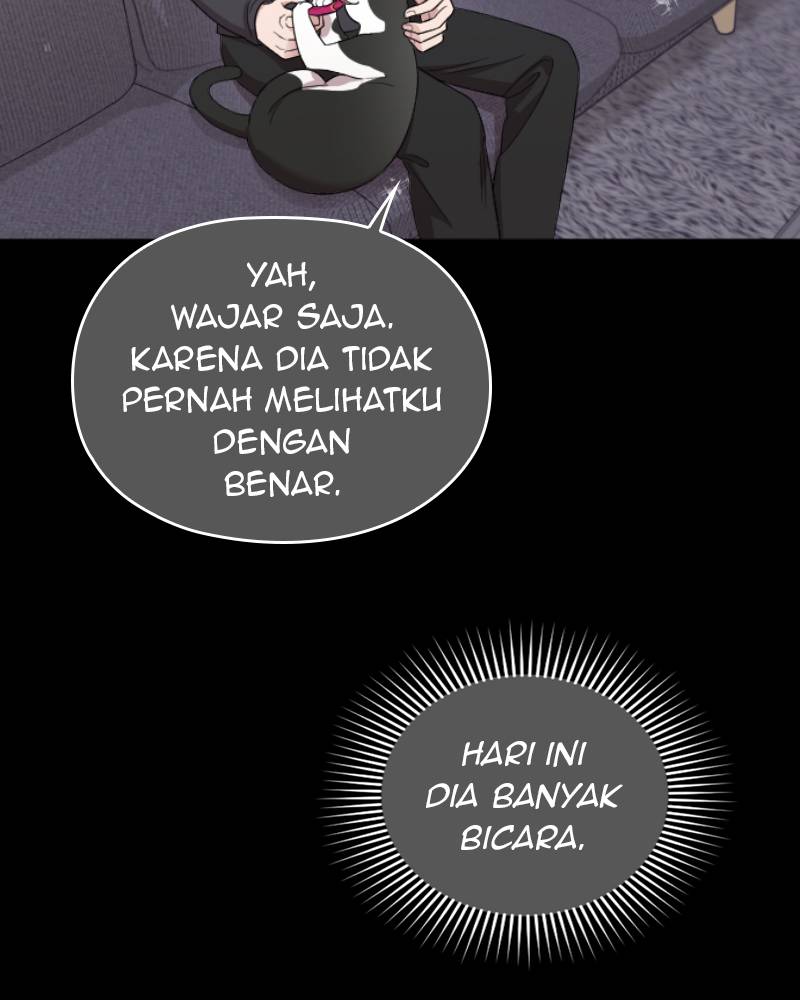 YAH,
WAJAR SAJA.
KARENA DIA TIDAK
PERNAH MELIHATKU
DENGAN
BENAR.
HARI INI
DIA BANYAK
BICARA.